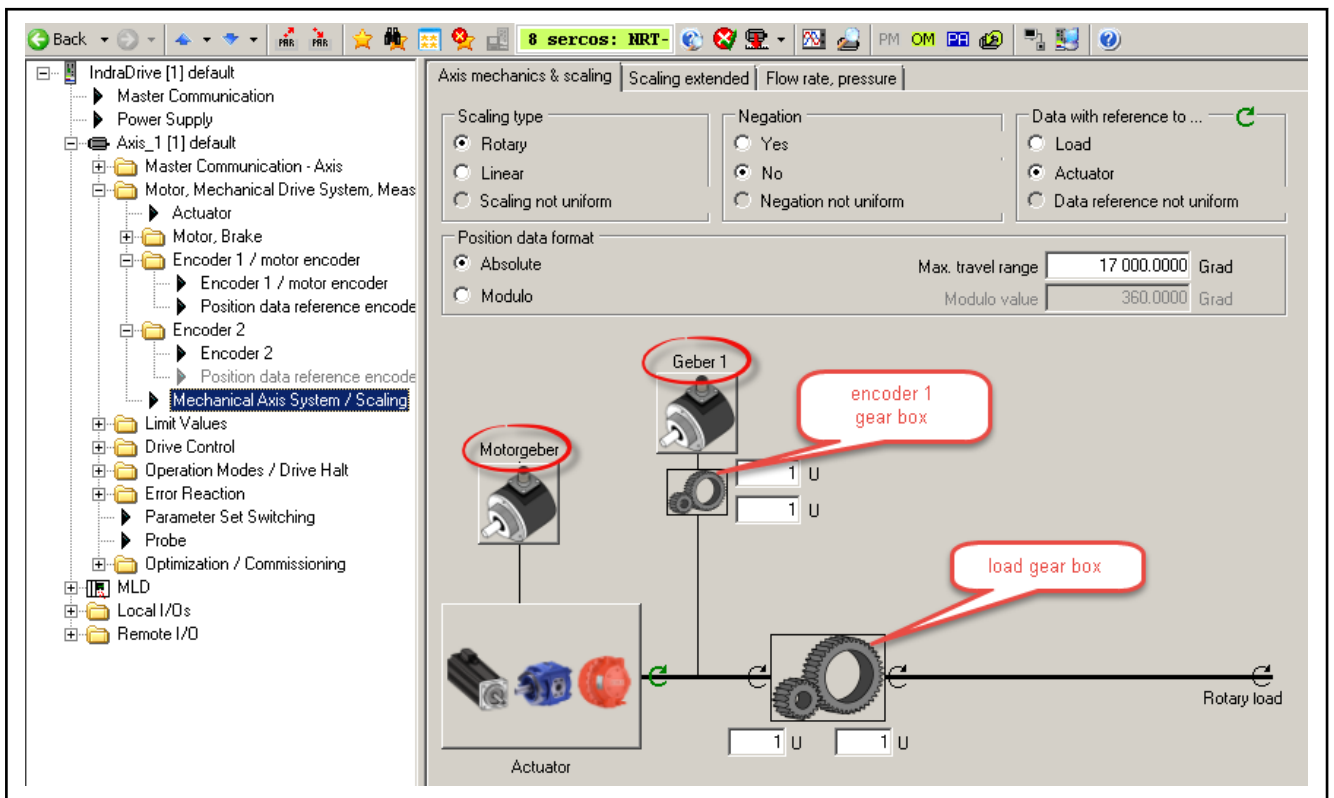 Back
PAR PAR
8 sercos: NRT-
PM OM PA
IndraDrive [1] default
Master Communication
Power Supply
Axis_1 [1] default
Master Communication - Axis
Motor, Mechanical Drive System, Meas
Actuator
Motor, Brake
Encoder 1 / motor encoder
Encoder 1 / motor encoder
Position data reference encode
Encoder 2
Encoder 2
Position data reference encode
Mechanical Axis System / Scaling
Limit Values
Drive Control
Operation Modes / Drive Halt
Error Reaction
Parameter Set Switching
Probe
Optimization / Commissioning
MLD
Local I/Os
Remote I/O
Axis mechanics & scaling
Scaling extended
Flow rate, pressure
Scaling type
Rotary
Linear
Scaling not uniform
Negation
Yes
No
Negation not uniform
Data with reference to ...
Load
Actuator
Data reference not uniform
Position data format
Absolute
Modulo
Max. travel range 17 000.0000 Grad
Modulo value 360.0000 Grad
Geber 1
encoder 1
gear box
Motorgeber
1 U
1 U
load gear box
Rotary load
1 U 1 U
Actuator